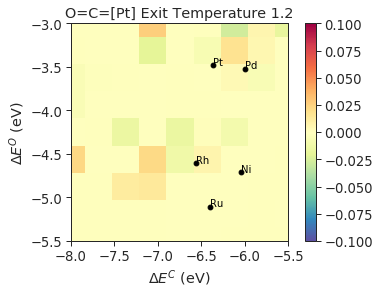 O=C=[Pt] Exit Temperature 1.2
−3.0
−3.5
−4.0
−4.5
−5.0
−5.5
ΔE^O (eV)
Pt
Pd
Rh
Ni
Ru
−8.0 −7.5 −7.0 −6.5 −6.0 −5.5
ΔE^C (eV)
0.100
0.075
0.050
0.025
0.000
−0.025
−0.050
−0.075
−0.100